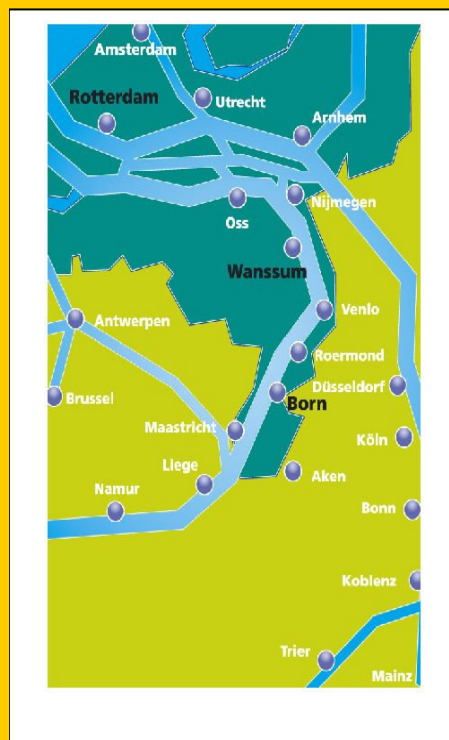 Amsterdam
Rotterdam
Utrecht
Arnhem
Oss
Nijmegen
Wanssum
Venlo
Antwerpen
Roermond
Düsseldorf
Brussel
Born
Maastricht
Köln
Liege
Aken
Namur
Bonn
Koblenz
Trier
Mainz